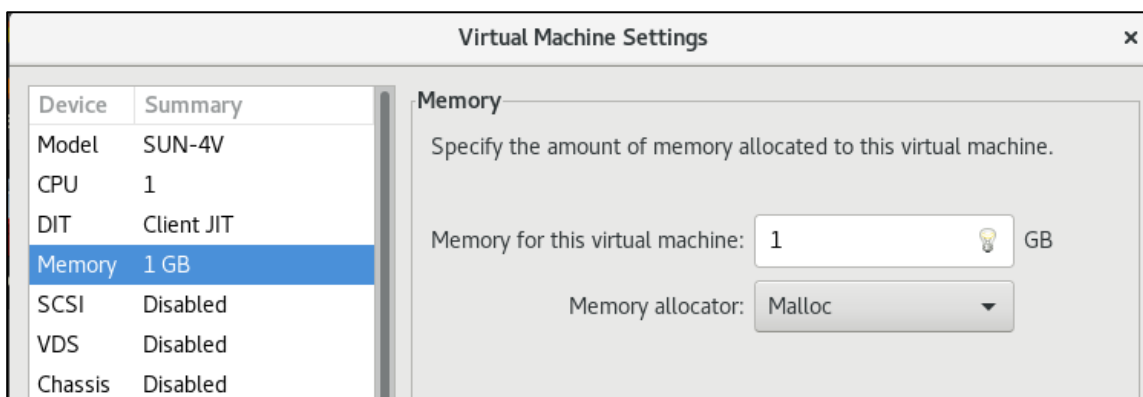 Virtual Machine Settings ×
Device Summary
Model SUN-4V
CPU 1
DIT Client JIT
Memory 1 GB
SCSI Disabled
VDS Disabled
Chassis Disabled
Memory
Specify the amount of memory allocated to this virtual machine.
Memory for this virtual machine: 1 GB
Memory allocator: Malloc